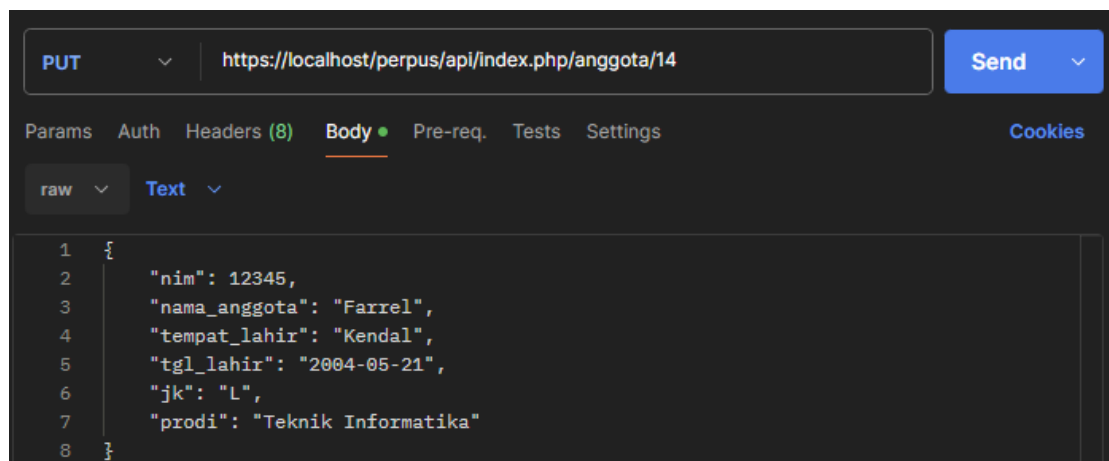 PUT https://localhost/perpus/api/index.php/anggota/14 Send
Params Auth Headers (8) Body Pre-req. Tests Settings Cookies
raw Text
1 {
2 "nim": 12345,
3 "nama_anggota": "Farrel",
4 "tempat_lahir": "Kendal",
5 "tgl_lahir": "2004-05-21",
6 "jk": "L",
7 "prodi": "Teknik Informatika"
8 }